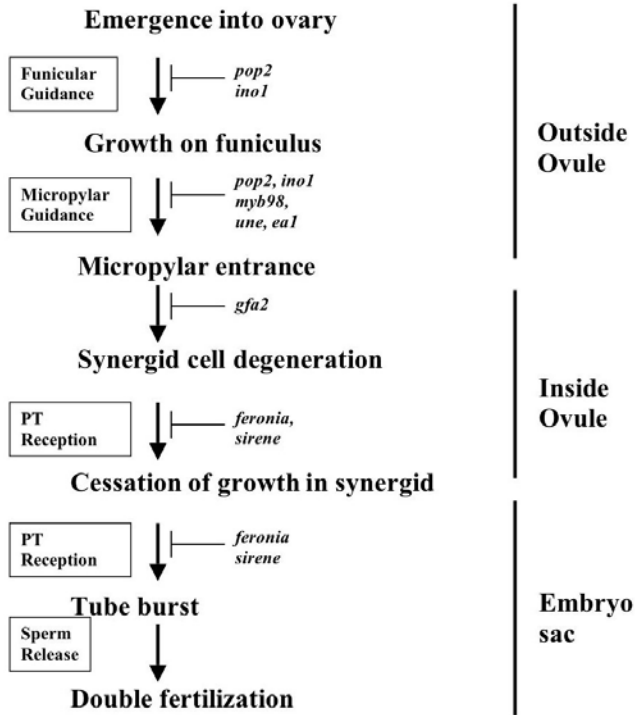 Emergence into ovary
Funicular
Guidance
pop2
ino1
Growth on funiculus
Micropylar
Guidance
pop2, ino1
myb98,
une, ea1
Micropylar entrance
gfa2
Synergid cell degeneration
PT
Reception
feronia,
sirene
Cessation of growth in synergid
PT
Reception
feronia
sirene
Tube burst
Sperm
Release
Double fertilization
Outside
Ovule
Inside
Ovule
Embryo
sac